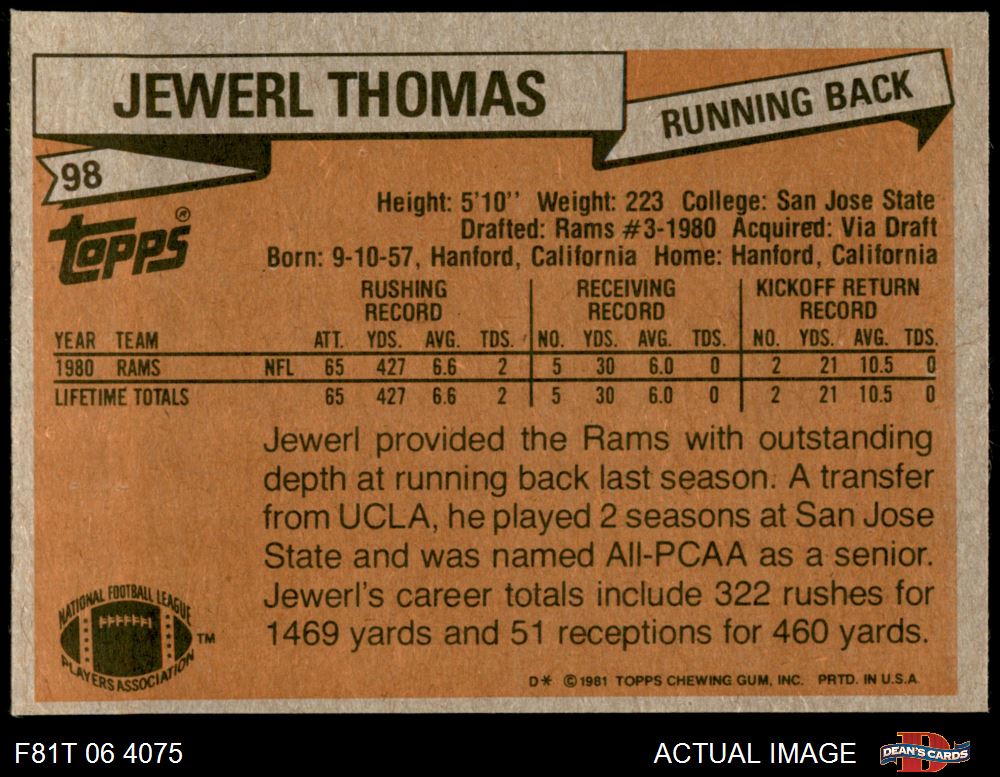 JEWERL THOMAS
RUNNING BACK
98
Topps®
Height: 5'10'' Weight: 223 College: San Jose State
Drafted: Rams #3-1980 Acquired: Via Draft
Born: 9-10-57, Hanford, California Home: Hanford, California
RUSHING RECORD RECEIVING RECORD KICKOFF RETURN RECORD
YEAR TEAM ATT. YDS. AVG. TDS. NO. YDS. AVG. TDS. NO. YDS. AVG. TDS.
1980 RAMS NFL 65 427 6.6 2 5 30 6.0 0 2 21 10.5 0
LIFETIME TOTALS 65 427 6.6 2 5 30 6.0 0 2 21 10.5 0
Jewerl provided the Rams with outstanding
depth at running back last season. A transfer
from UCLA, he played 2 seasons at San Jose
State and was named All-PCAA as a senior.
Jewerl's career totals include 322 rushes for
1469 yards and 51 receptions for 460 yards.
NATIONAL FOOTBALL LEAGUE
PLAYERS ASSOCIATION
TM
D* ©1981 TOPPS CHEWING GUM, INC. PRTD. IN U.S.A.
F81T 06 4075
ACTUAL IMAGE
D
DEAN'S CARDS